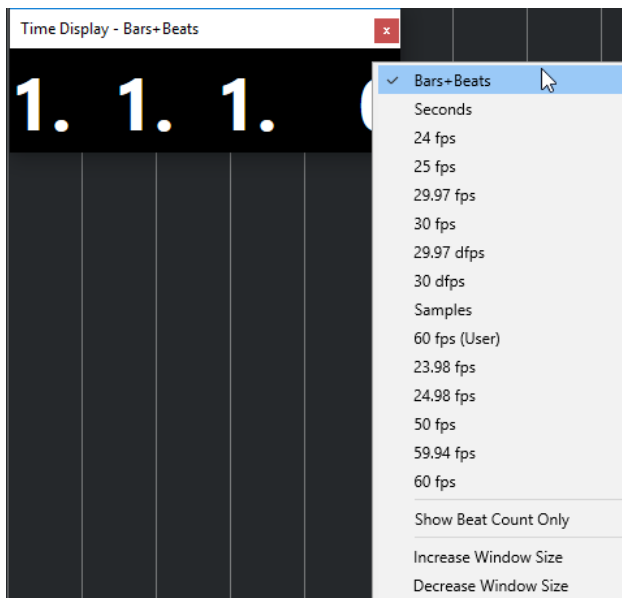 Time Display - Bars+Beats
x
1. 1. 1.
Bars+Beats
Seconds
24 fps
25 fps
29.97 fps
30 fps
29.97 dfps
30 dfps
Samples
60 fps (User)
23.98 fps
24.98 fps
50 fps
59.94 fps
60 fps
Show Beat Count Only
Increase Window Size
Decrease Window Size